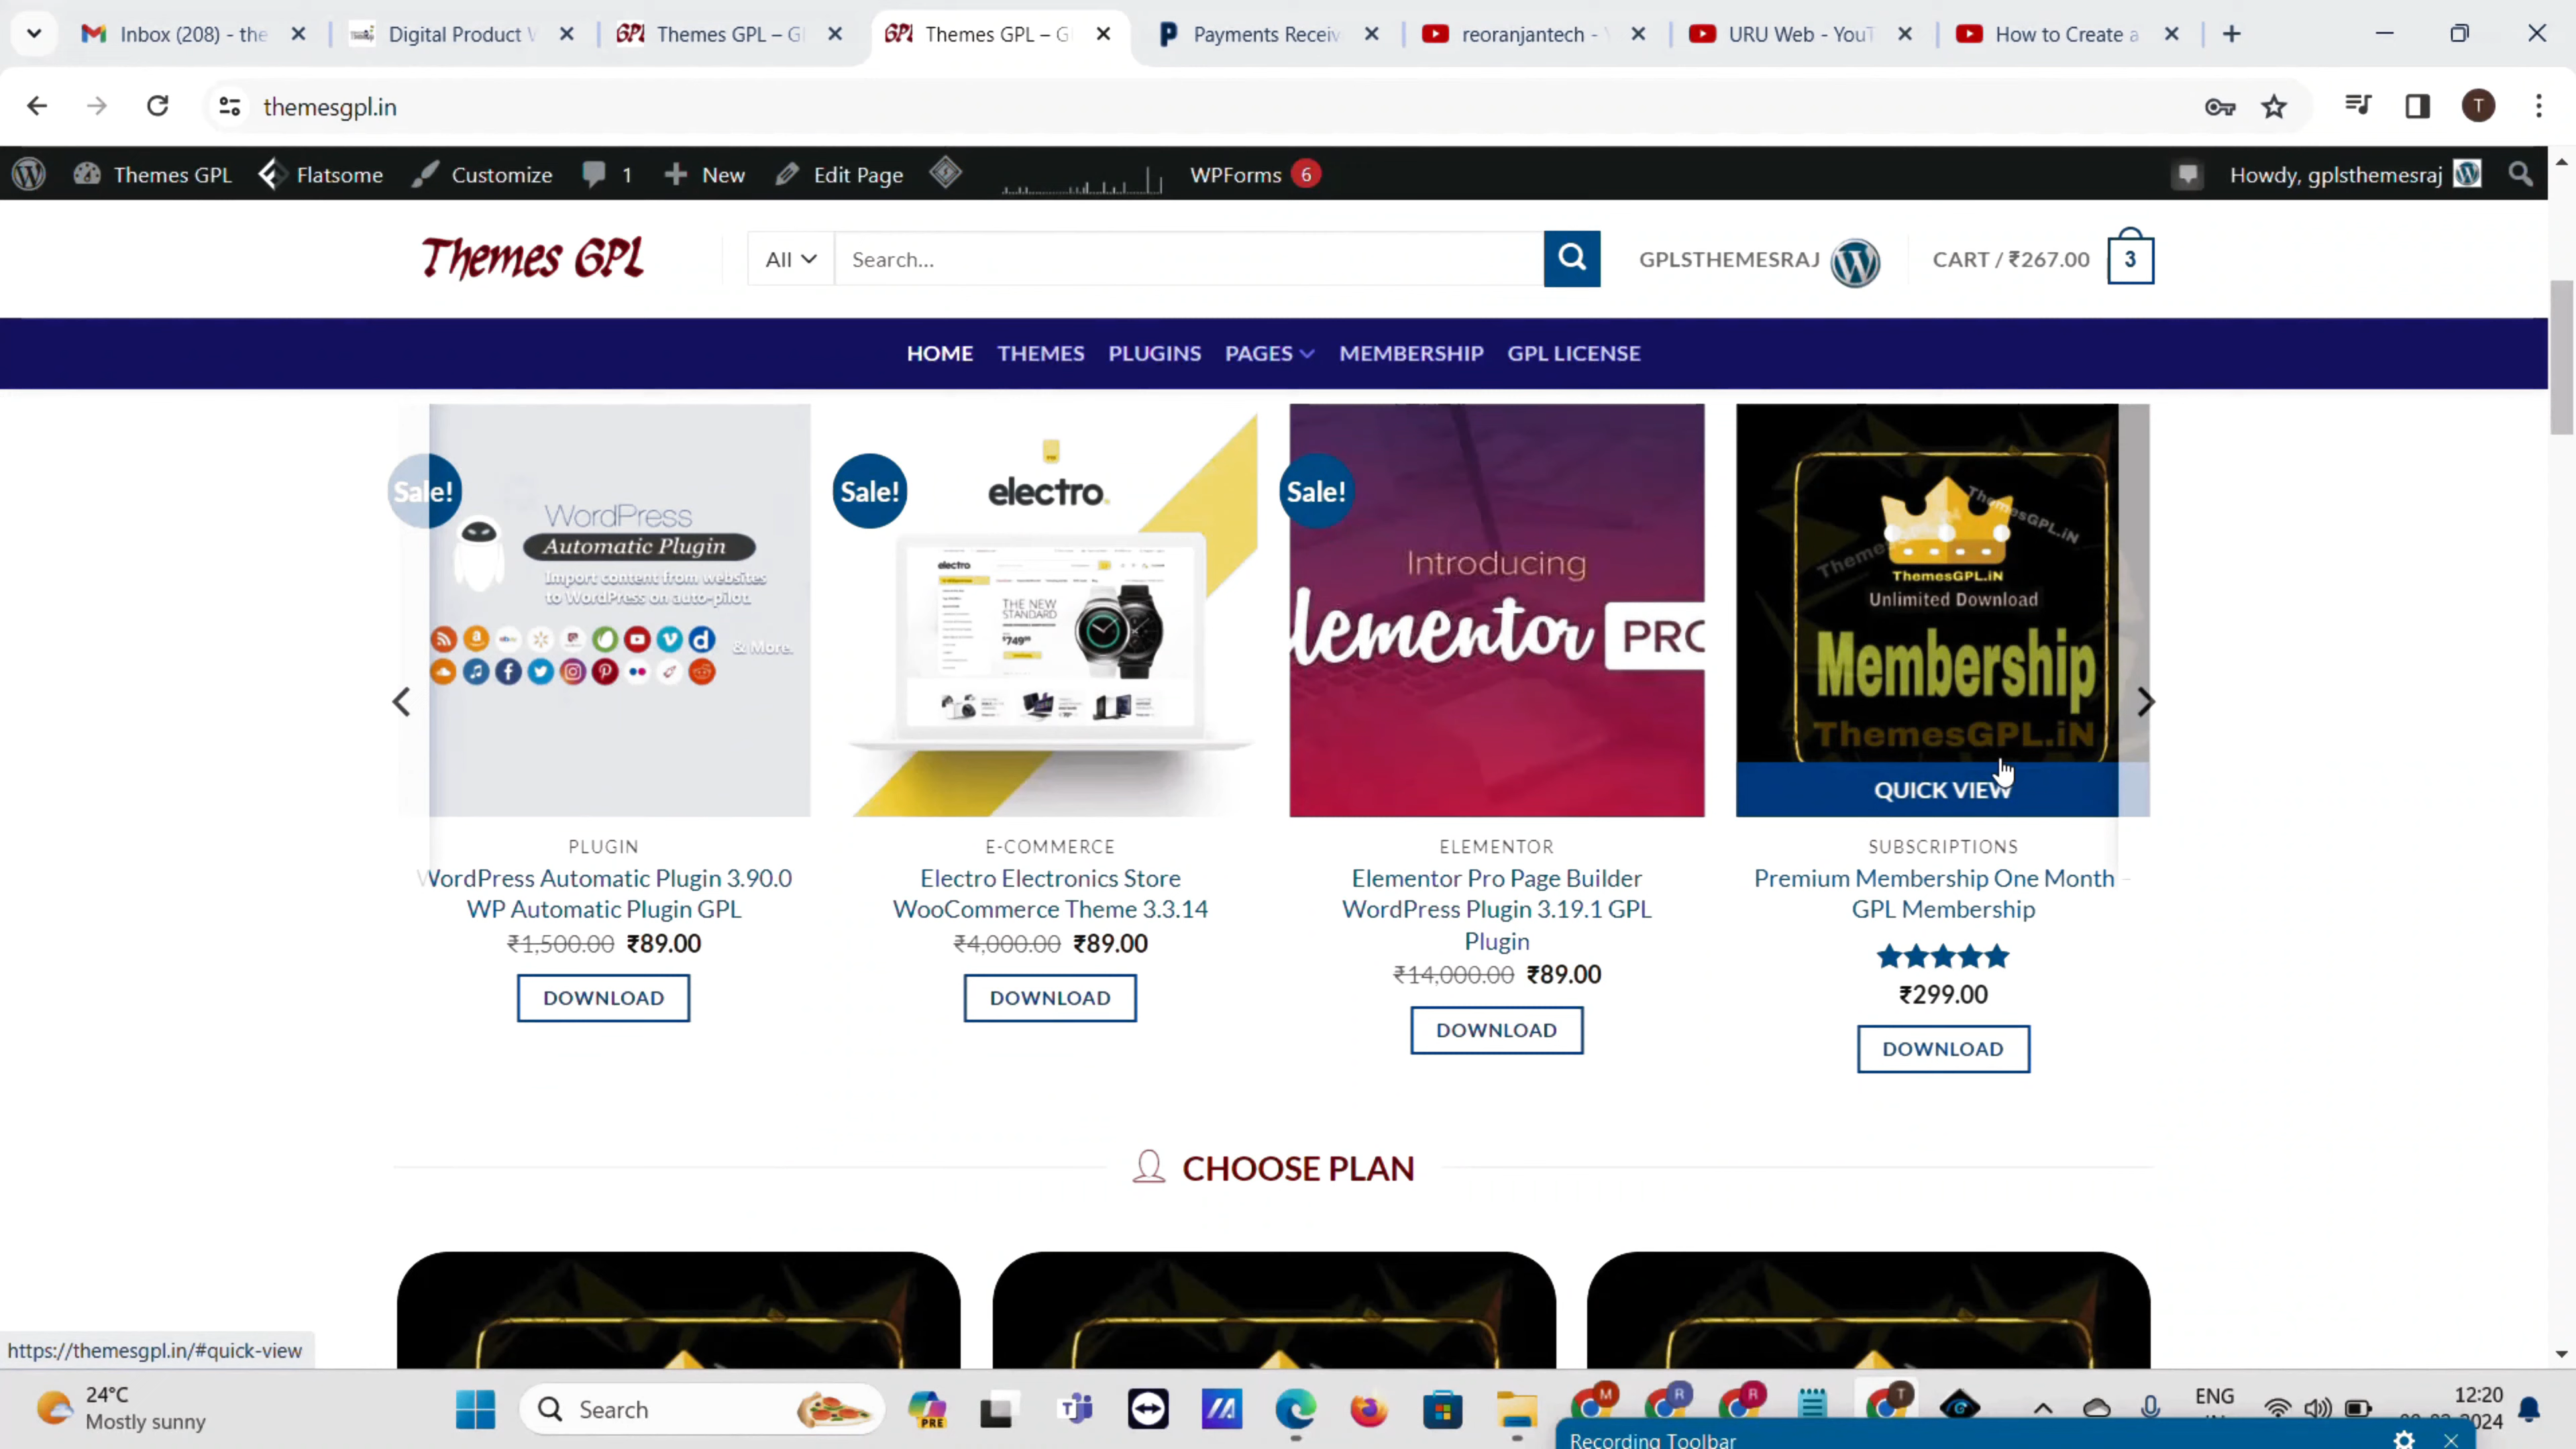 Inbox (208) - the
Digital Product
Themes GPL – G
Themes GPL – G
Payments Receiv
reoranjantech -
URU Web - YouT
How to Create a
themesgpl.in
T
Themes GPL
Flatsome
Customize
1
New
Edit Page
WPForms 6
Howdy, gplsthemesraj
Themes GPL
All
Search...
GPLSTHEMESRAJ
CART / ₹267.00
3
HOME THEMES PLUGINS PAGES MEMBERSHIP GPL LICENSE
Sale!
WordPress
Automatic Plugin
Import content from websites
to WordPress on auto-pilot.
& More.
Sale!
electro.
electro
THE NEW
STANDARD
Sale!
Introducing
lementor PRO
ThemesGPL.iN
ThemesGPL.iN
Unlimited Download
Membership
ThemesGPL.iN
QUICK VIEW
PLUGIN
WordPress Automatic Plugin 3.90.0
WP Automatic Plugin GPL
₹1,500.00 ₹89.00
DOWNLOAD
E-COMMERCE
Electro Electronics Store
WooCommerce Theme 3.3.14
₹4,000.00 ₹89.00
DOWNLOAD
ELEMENTOR
Elementor Pro Page Builder
WordPress Plugin 3.19.1 GPL
Plugin
₹14,000.00 ₹89.00
DOWNLOAD
SUBSCRIPTIONS
Premium Membership One Month –
GPL Membership
₹299.00
DOWNLOAD
CHOOSE PLAN
https://themesgpl.in/#quick-view
24°C
Mostly sunny
Search
PRE
M
R
R
T
ENG
12:20
2024
Recording Toolbar